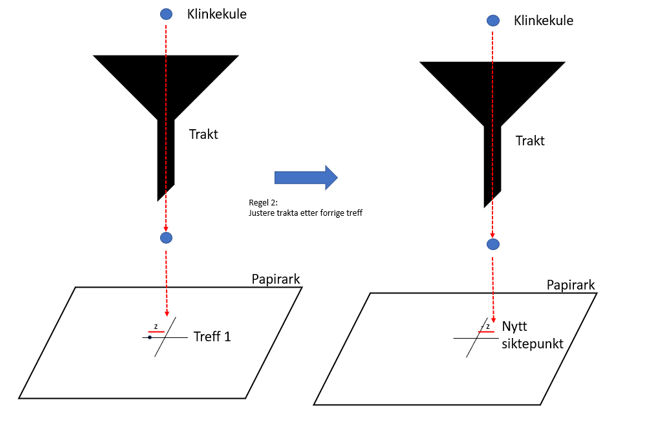 Klinkekule
Trakt
Regel 2:
Justere trakta etter forrige treff
Papirark
z
Treff 1
Klinkekule
Trakt
Papirark
- z
Nytt
siktepunkt